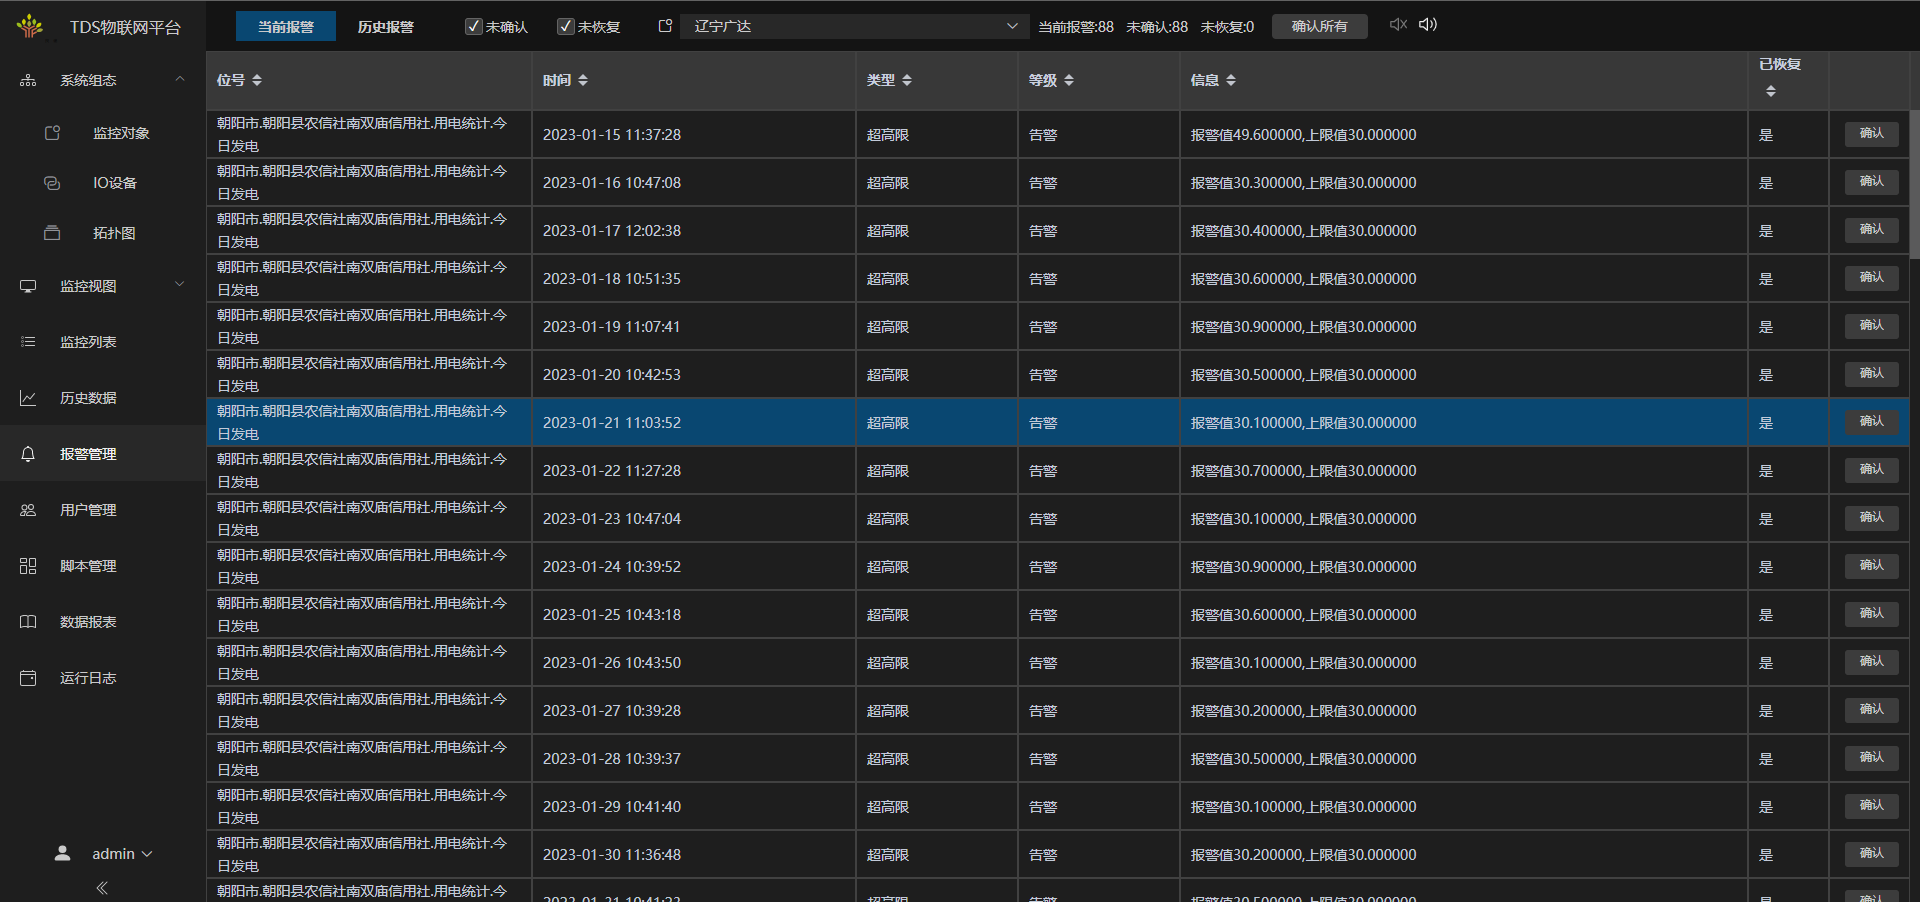 TDS物联网平台
系统组态
监控对象
IO设备
拓扑图
监控视图
监控列表
历史数据
报警管理
用户管理
脚本管理
数据报表
运行日志
admin
当前报警 历史报警 未确认 未恢复 辽宁广达 当前报警:88 未确认:88 未恢复:0 确认所有
位号 时间 类型 等级 信息 已恢复
朝阳市.朝阳县农信社南双庙信用社.用电统计.今
日发电
2023-01-15 11:37:28 超高限 告警 报警值49.600000,上限值30.000000 是 确认
朝阳市.朝阳县农信社南双庙信用社.用电统计.今
日发电
2023-01-16 10:47:08 超高限 告警 报警值30.300000,上限值30.000000 是 确认
朝阳市.朝阳县农信社南双庙信用社.用电统计.今
日发电
2023-01-17 12:02:38 超高限 告警 报警值30.400000,上限值30.000000 是 确认
朝阳市.朝阳县农信社南双庙信用社.用电统计.今
日发电
2023-01-18 10:51:35 超高限 告警 报警值30.600000,上限值30.000000 是 确认
朝阳市.朝阳县农信社南双庙信用社.用电统计.今
日发电
2023-01-19 11:07:41 超高限 告警 报警值30.900000,上限值30.000000 是 确认
朝阳市.朝阳县农信社南双庙信用社.用电统计.今
日发电
2023-01-20 10:42:53 超高限 告警 报警值30.500000,上限值30.000000 是 确认
朝阳市.朝阳县农信社南双庙信用社.用电统计.今
日发电
2023-01-21 11:03:52 超高限 告警 报警值30.100000,上限值30.000000 是 确认
朝阳市.朝阳县农信社南双庙信用社.用电统计.今
日发电
2023-01-22 11:27:28 超高限 告警 报警值30.700000,上限值30.000000 是 确认
朝阳市.朝阳县农信社南双庙信用社.用电统计.今
日发电
2023-01-23 10:47:04 超高限 告警 报警值30.100000,上限值30.000000 是 确认
朝阳市.朝阳县农信社南双庙信用社.用电统计.今
日发电
2023-01-24 10:39:52 超高限 告警 报警值30.900000,上限值30.000000 是 确认
朝阳市.朝阳县农信社南双庙信用社.用电统计.今
日发电
2023-01-25 10:43:18 超高限 告警 报警值30.600000,上限值30.000000 是 确认
朝阳市.朝阳县农信社南双庙信用社.用电统计.今
日发电
2023-01-26 10:43:50 超高限 告警 报警值30.100000,上限值30.000000 是 确认
朝阳市.朝阳县农信社南双庙信用社.用电统计.今
日发电
2023-01-27 10:39:28 超高限 告警 报警值30.200000,上限值30.000000 是 确认
朝阳市.朝阳县农信社南双庙信用社.用电统计.今
日发电
2023-01-28 10:39:37 超高限 告警 报警值30.500000,上限值30.000000 是 确认
朝阳市.朝阳县农信社南双庙信用社.用电统计.今
日发电
2023-01-29 10:41:40 超高限 告警 报警值30.100000,上限值30.000000 是 确认
朝阳市.朝阳县农信社南双庙信用社.用电统计.今
日发电
2023-01-30 11:36:48 超高限 告警 报警值30.200000,上限值30.000000 是 确认
朝阳市.朝阳县农信社南双庙信用社.用电统计.今